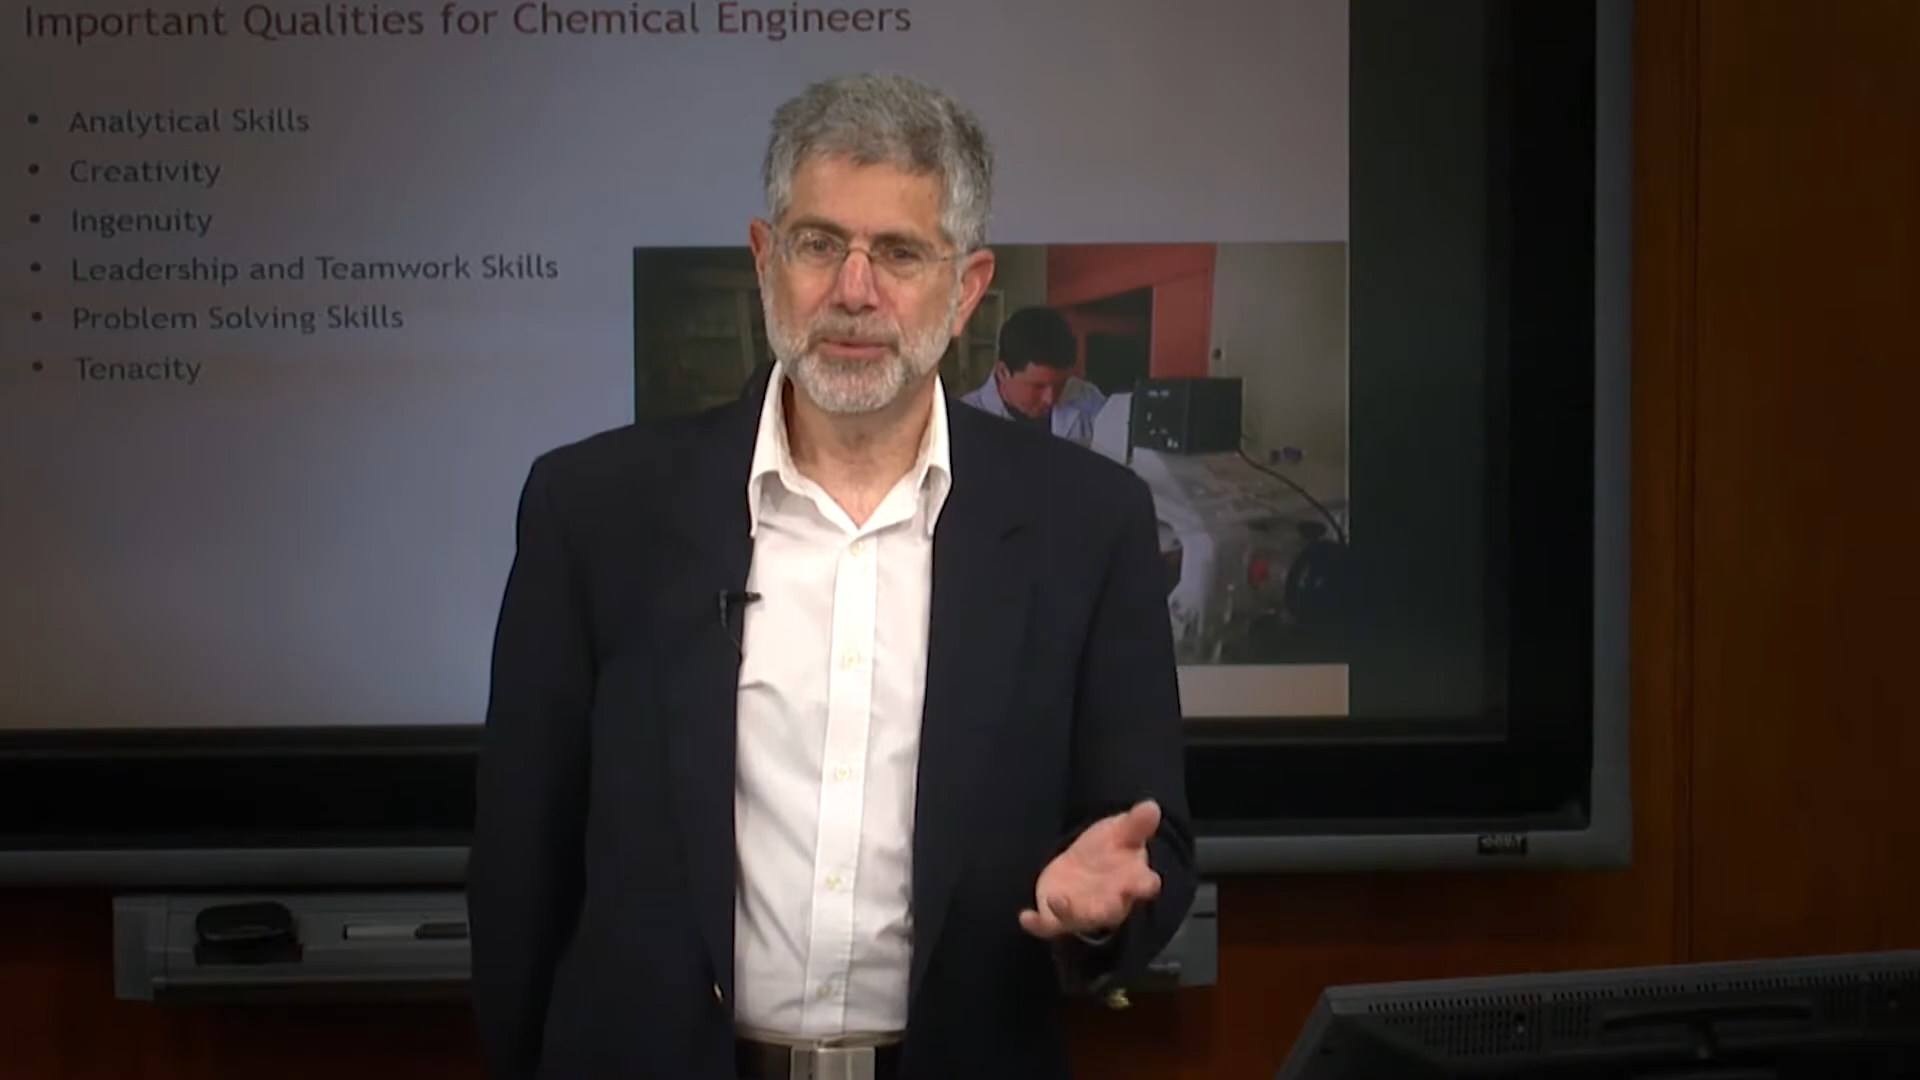 Important Qualities for Chemical Engineers
• Analytical Skills
• Creativity
• Ingenuity
• Leadership and Teamwork Skills
• Problem Solving Skills
• Tenacity